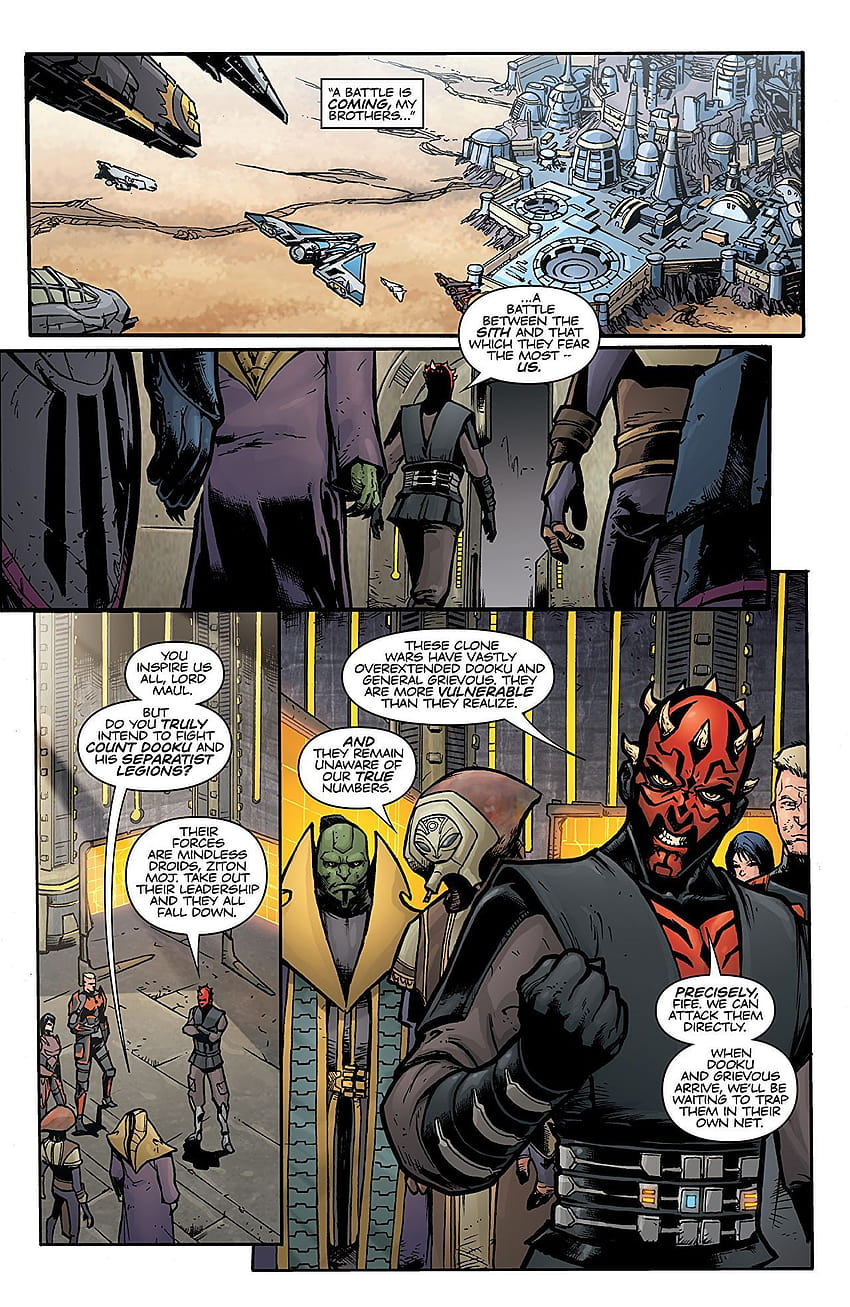 "A BATTLE IS
COMING, MY
BROTHERS..."
...A
BATTLE
BETWEEN THE
SITH AND THAT
WHICH THEY FEAR
THE MOST --
US.
YOU
INSPIRE US
ALL, LORD
MAUL.
BUT
DO YOU TRULY
INTEND TO FIGHT
COUNT DOOKU AND
HIS SEPARATIST
LEGIONS?
THEIR
FORCES
ARE MINDLESS
DROIDS, ZITON
MOJ. TAKE OUT
THEIR LEADERSHIP
AND THEY ALL
FALL DOWN.
THESE CLONE
WARS HAVE VASTLY
OVEREXTENDED DOOKU AND
GENERAL GRIEVOUS. THEY
ARE MORE VULNERABLE
THAN THEY REALIZE.
AND
THEY REMAIN
UNAWARE OF
OUR TRUE
NUMBERS.
PRECISELY,
FIFE. WE CAN
ATTACK THEM
DIRECTLY.
WHEN
DOOKU
AND GRIEVOUS
ARRIVE, WE'LL BE
WAITING TO TRAP
THEM IN THEIR
OWN NET.